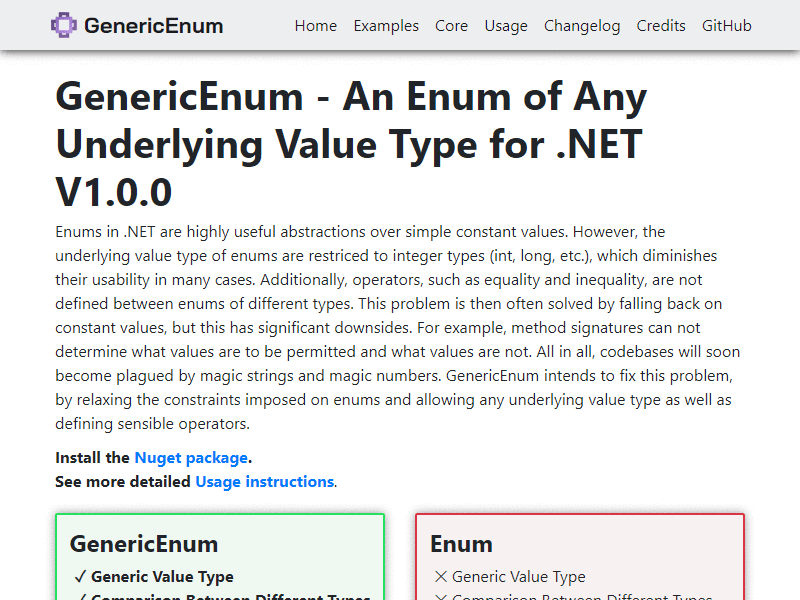 GenericEnum Home Examples Core Usage Changelog Credits GitHub
GenericEnum - An Enum of Any
Underlying Value Type for .NET
V1.0.0
Enums in .NET are highly useful abstractions over simple constant values. However, the
underlying value type of enums are restriced to integer types (int, long, etc.), which diminishes
their usability in many cases. Additionally, operators, such as equality and inequality, are not
defined between enums of different types. This problem is then often solved by falling back on
constant values, but this has significant downsides. For example, method signatures can not
determine what values are to be permitted and what values are not. All in all, codebases will soon
become plagued by magic strings and magic numbers. GenericEnum intends to fix this problem,
by relaxing the constraints imposed on enums and allowing any underlying value type as well as
defining sensible operators.
Install the Nuget package.
See more detailed Usage instructions.
GenericEnum
✓ Generic Value Type
✓ Comparison Between Different Types
Enum
✕ Generic Value Type
✕ Comparison Between Different Types